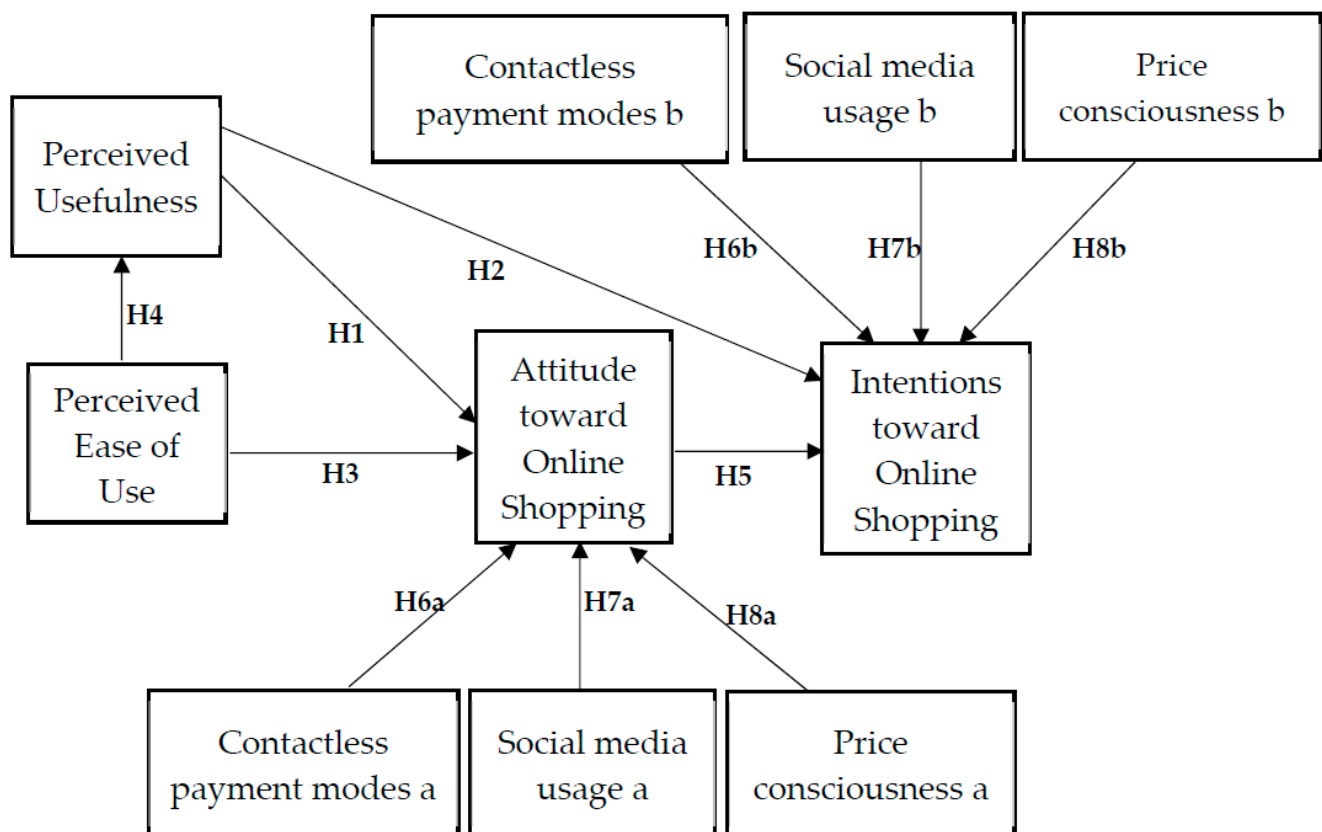 Contactless
payment modes b
Social media
usage b
Price
consciousness b
Perceived
Usefulness
H6b
H7b
H8b
H2
H4
H1
Perceived
Ease of
Use
Attitude
toward
Online
Shopping
Intentions
toward
Online
Shopping
H3
H5
H6a
H7a
H8a
Contactless
payment modes a
Social media
usage a
Price
consciousness a